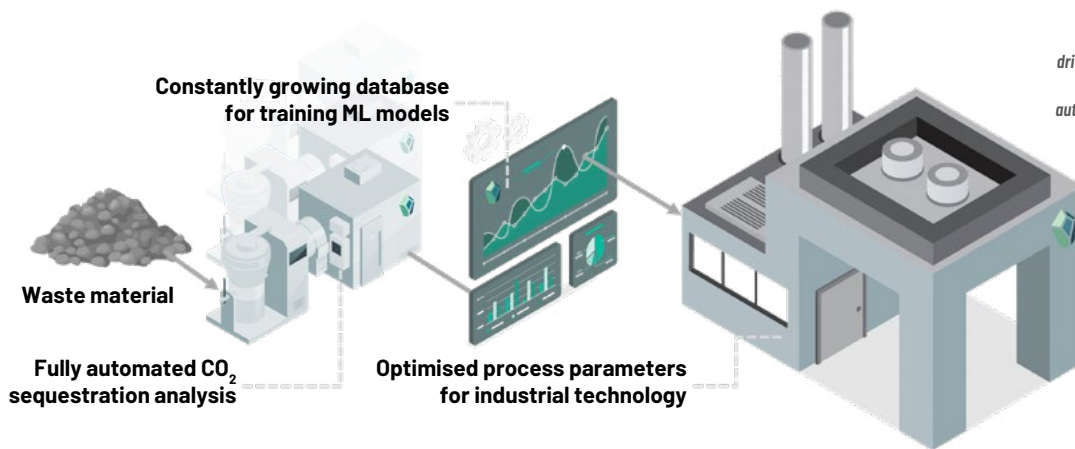 Constantly growing database
for training ML models
Waste material
Fully automated CO₂
sequestration analysis
Optimised process parameters
for industrial technology